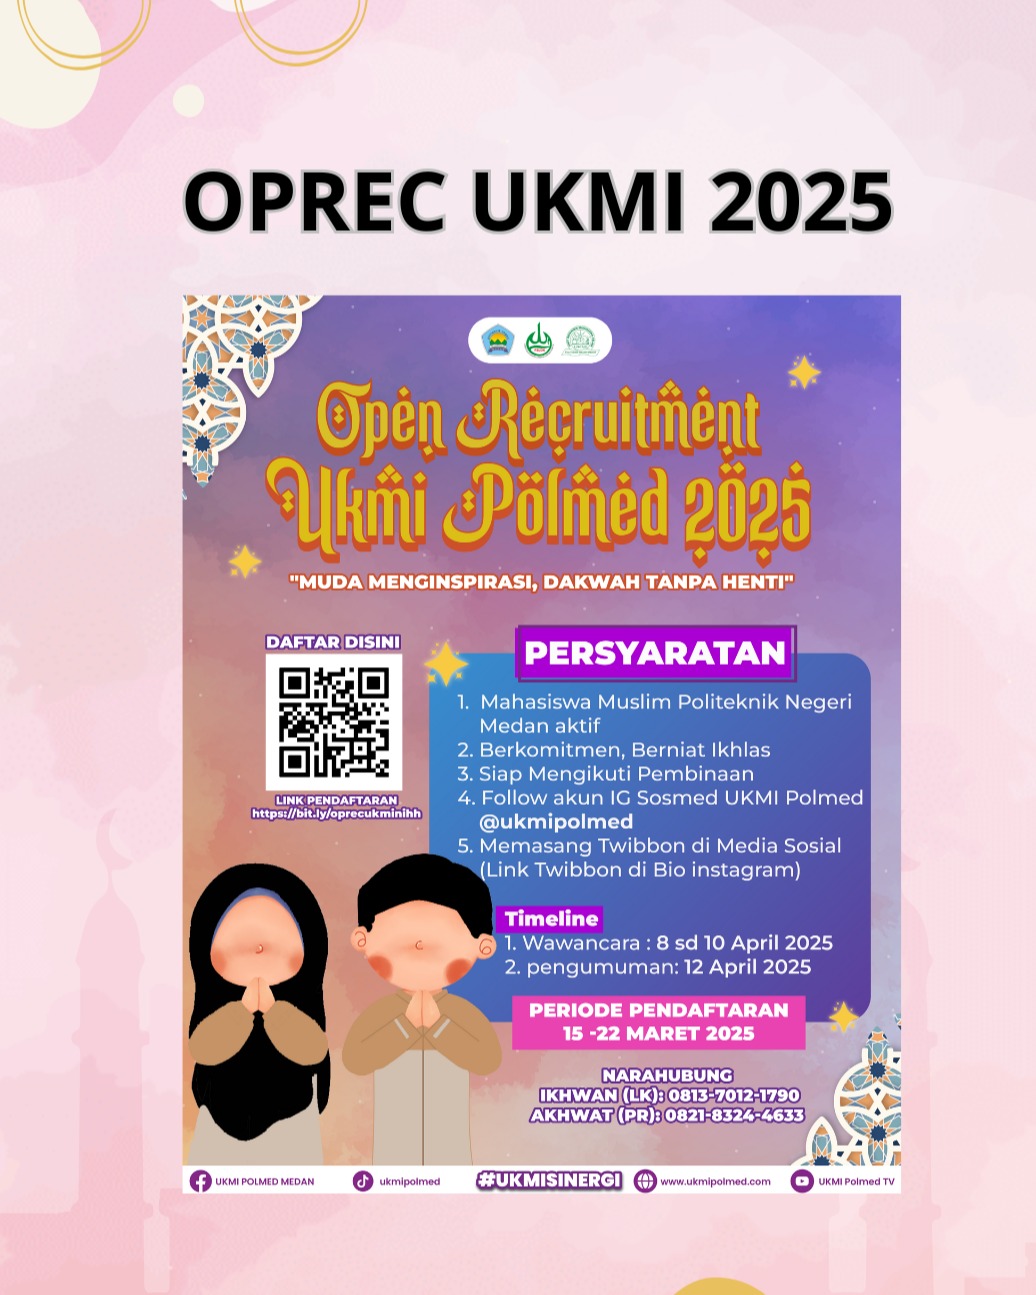 OPREC UKMI 2025
Open Recruitment
Ukmi Polmed 2025
"MUDA MENGINSPIRASI, DAKWAH TANPA HENTI"
DAFTAR DISINI
LINK PENDAFTARAN
https://bit.ly/oprecukminihh
PERSYARATAN
1. Mahasiswa Muslim Politeknik Negeri
Medan aktif
2. Berkomitmen, Berniat Ikhlas
3. Siap Mengikuti Pembinaan
4. Follow akun IG Sosmed UKMI Polmed
@ukmipolmed
5. Memasang Twibbon di Media Sosial
(Link Twibbon di Bio instagram)
Timeline
1. Wawancara : 8 sd 10 April 2025
2. pengumuman: 12 April 2025
PERIODE PENDAFTARAN
15 -22 MARET 2025
NARAHUBUNG
IKHWAN (LK): 0813-7012-1790
AKHWAT (PR): 0821-8324-4633
UKMI POLMED MEDAN
ukmipolmed
#UKMISINERGI
www.ukmipolmed.com
UKMI Polmed TV